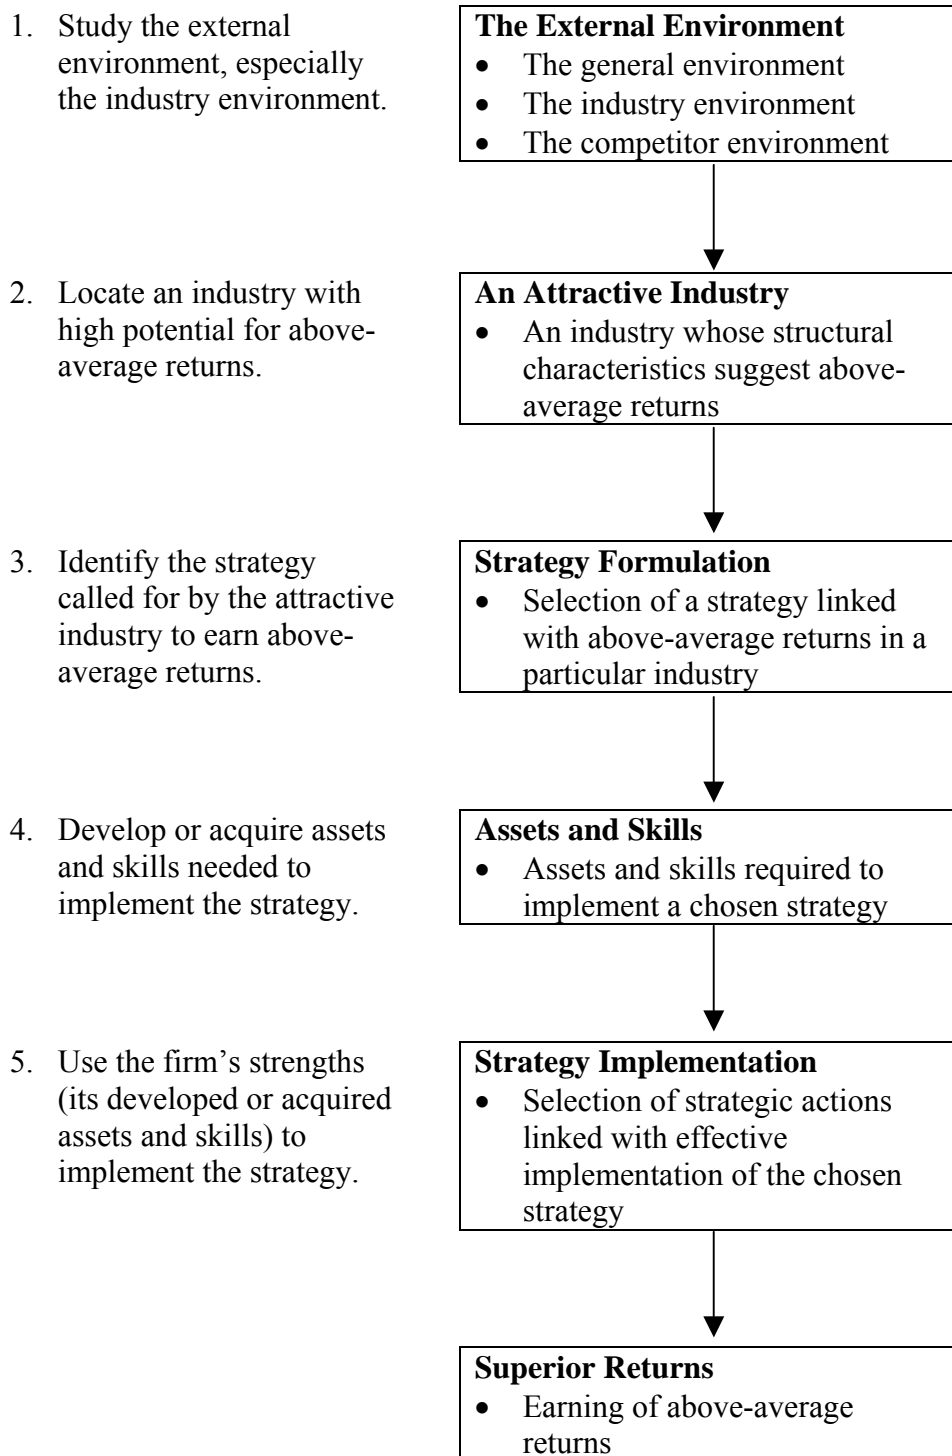 1. Study the external
environment, especially
the industry environment.
The External Environment
• The general environment
• The industry environment
• The competitor environment
2. Locate an industry with
high potential for above-
average returns.
An Attractive Industry
• An industry whose structural
characteristics suggest above-
average returns
3. Identify the strategy
called for by the attractive
industry to earn above-
average returns.
Strategy Formulation
• Selection of a strategy linked
with above-average returns in a
particular industry
4. Develop or acquire assets
and skills needed to
implement the strategy.
Assets and Skills
• Assets and skills required to
implement a chosen strategy
5. Use the firm’s strengths
(its developed or acquired
assets and skills) to
implement the strategy.
Strategy Implementation
• Selection of strategic actions
linked with effective
implementation of the chosen
strategy
Superior Returns
• Earning of above-average
returns